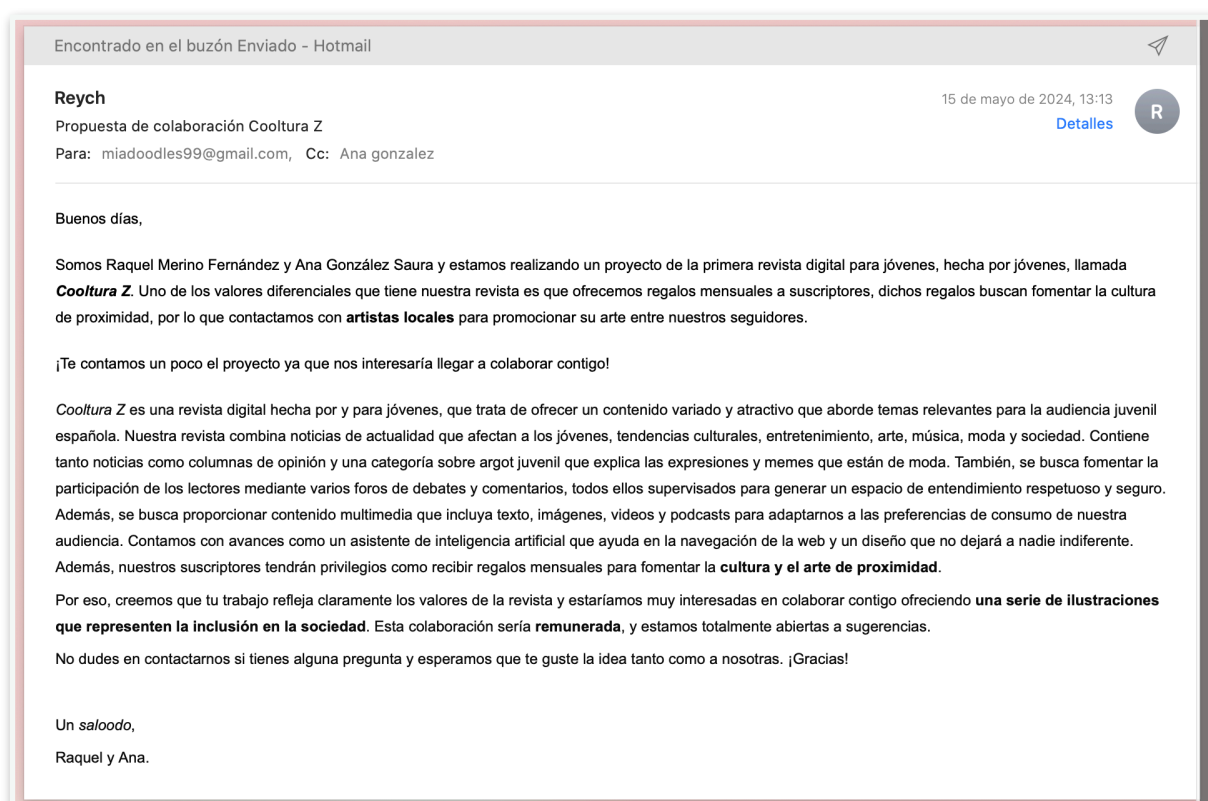 Encontrado en el buzón Enviado - Hotmail
Reych
15 de mayo de 2024, 13:13
R
Propuesta de colaboración Cooltura Z
Detalles
Para: miadoodles99@gmail.com, Cc: Ana gonzalez
Buenos días,
Somos Raquel Merino Fernández y Ana González Saura y estamos realizando un proyecto de la primera revista digital para jóvenes, hecha por jóvenes, llamada
Cooltura Z. Uno de los valores diferenciales que tiene nuestra revista es que ofrecemos regalos mensuales a suscriptores, dichos regalos buscan fomentar la cultura
de proximidad, por lo que contactamos con artistas locales para promocionar su arte entre nuestros seguidores.
¡Te contamos un poco el proyecto ya que nos interesaría llegar a colaborar contigo!
Cooltura Z es una revista digital hecha por y para jóvenes, que trata de ofrecer un contenido variado y atractivo que aborde temas relevantes para la audiencia juvenil
española. Nuestra revista combina noticias de actualidad que afectan a los jóvenes, tendencias culturales, entretenimiento, arte, música, moda y sociedad. Contiene
tanto noticias como columnas de opinión y una categoría sobre argot juvenil que explica las expresiones y memes que están de moda. También, se busca fomentar la
participación de los lectores mediante varios foros de debates y comentarios, todos ellos supervisados para generar un espacio de entendimiento respetuoso y seguro.
Además, se busca proporcionar contenido multimedia que incluya texto, imágenes, videos y podcasts para adaptarnos a las preferencias de consumo de nuestra
audiencia. Contamos con avances como un asistente de inteligencia artificial que ayuda en la navegación de la web y un diseño que no dejará a nadie indiferente.
Además, nuestros suscriptores tendrán privilegios como recibir regalos mensuales para fomentar la cultura y el arte de proximidad.
Por eso, creemos que tu trabajo refleja claramente los valores de la revista y estaríamos muy interesadas en colaborar contigo ofreciendo una serie de ilustraciones
que representen la inclusión en la sociedad. Esta colaboración sería remunerada, y estamos totalmente abiertas a sugerencias.
No dudes en contactarnos si tienes alguna pregunta y esperamos que te guste la idea tanto como a nosotras. ¡Gracias!
Un saloodo,
Raquel y Ana.